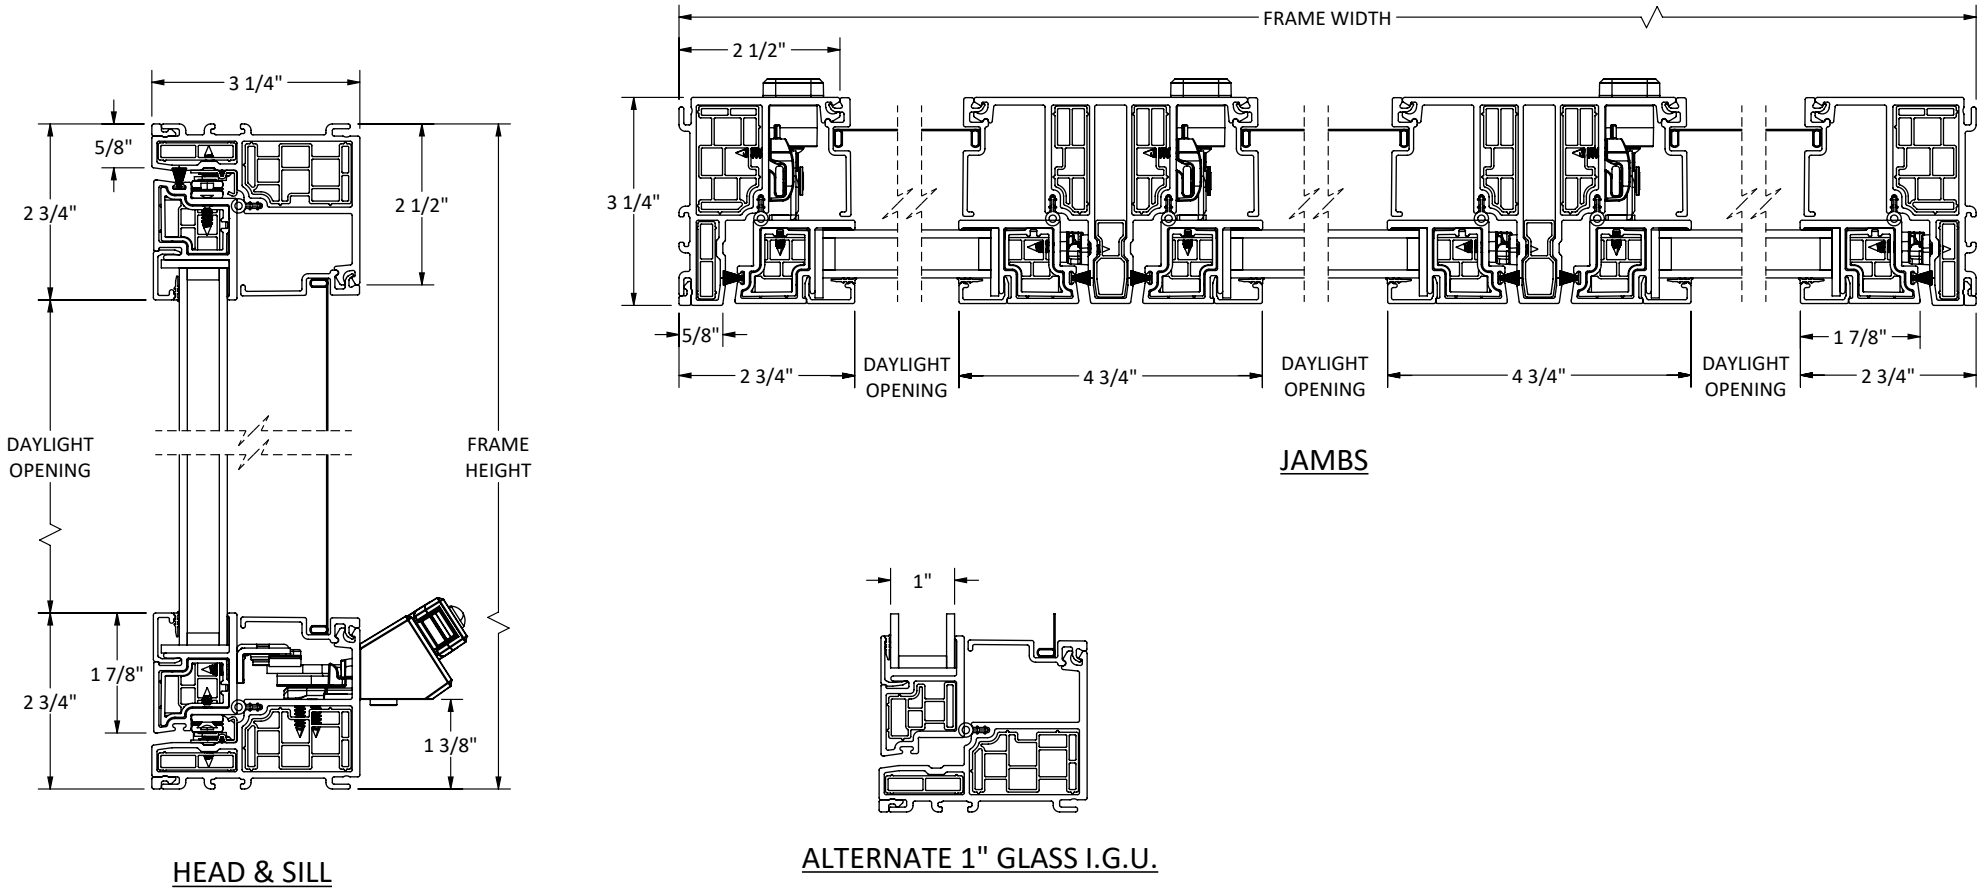 FRAME WIDTH
2 1/2"
3 1/4"
5/8"
2 3/4"
2 1/2"
3 1/4"
5/8"
2 3/4"
DAYLIGHT
OPENING
4 3/4"
DAYLIGHT
OPENING
4 3/4"
DAYLIGHT
OPENING
1 7/8"
2 3/4"
JAMBS
DAYLIGHT
OPENING
FRAME
HEIGHT
1"
1 7/8"
2 3/4"
1 3/8"
HEAD & SILL
ALTERNATE 1" GLASS I.G.U.